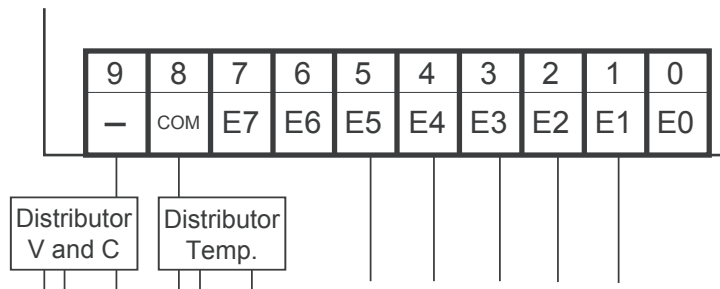 9 8 7 6 5 4 3 2 1 0
– COM E7 E6 E5 E4 E3 E2 E1 E0
Distributor
V and C
Distributor
Temp.